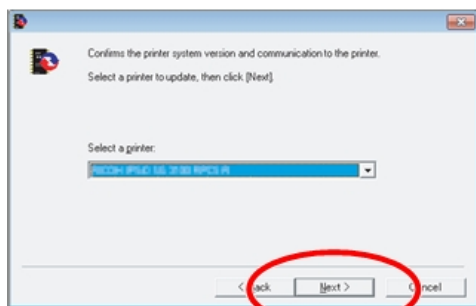 Confirms the printer system version and communication to the printer.
Select a printer to update, then click [Next].
Select a printer:
Next >